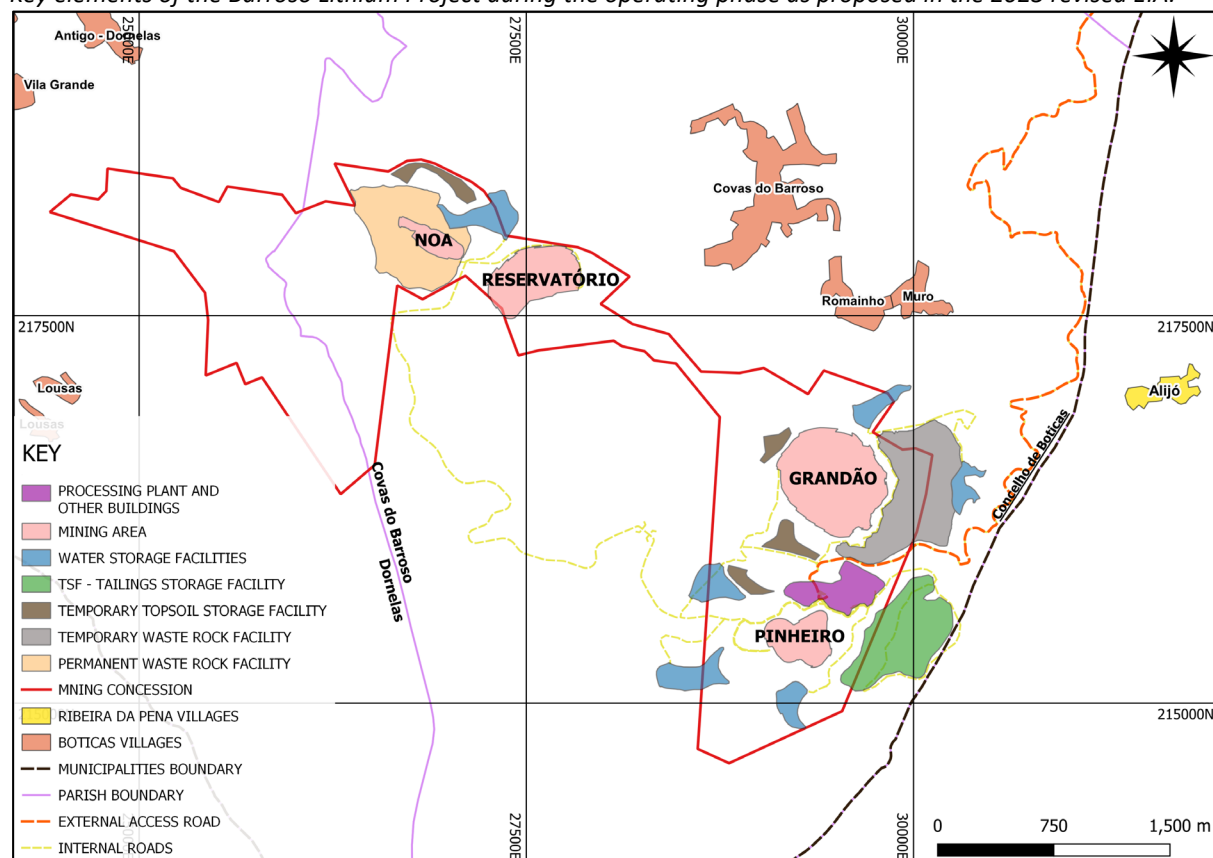 Key elements of the Barroso Lithium Project during the operating phase as proposed in the 2023 revised EIA.
25000E
27500E
30000E
Antigo - Dornelas
Vila Grande
Covas do Barroso
NOA
RESERVATÓRIO
Romainho
Muro
217500N
217500N
Lousas
Lousas
Alijó
Concelho de Boticas
GRANDÃO
Covas do Barroso
Dornelas
PINHEIRO
215000N
KEY
PROCESSING PLANT AND
OTHER BUILDINGS
MINING AREA
WATER STORAGE FACILITIES
TSF - TAILINGS STORAGE FACILITY
TEMPORARY TOPSOIL STORAGE FACILITY
TEMPORARY WASTE ROCK FACILITY
PERMANENT WASTE ROCK FACILITY
MNING CONCESSION
RIBEIRA DA PENA VILLAGES
BOTICAS VILLAGES
MUNICIPALITIES BOUNDARY
PARISH BOUNDARY
EXTERNAL ACCESS ROAD
INTERNAL ROADS
27500E
30000E
0 750 1,500 m